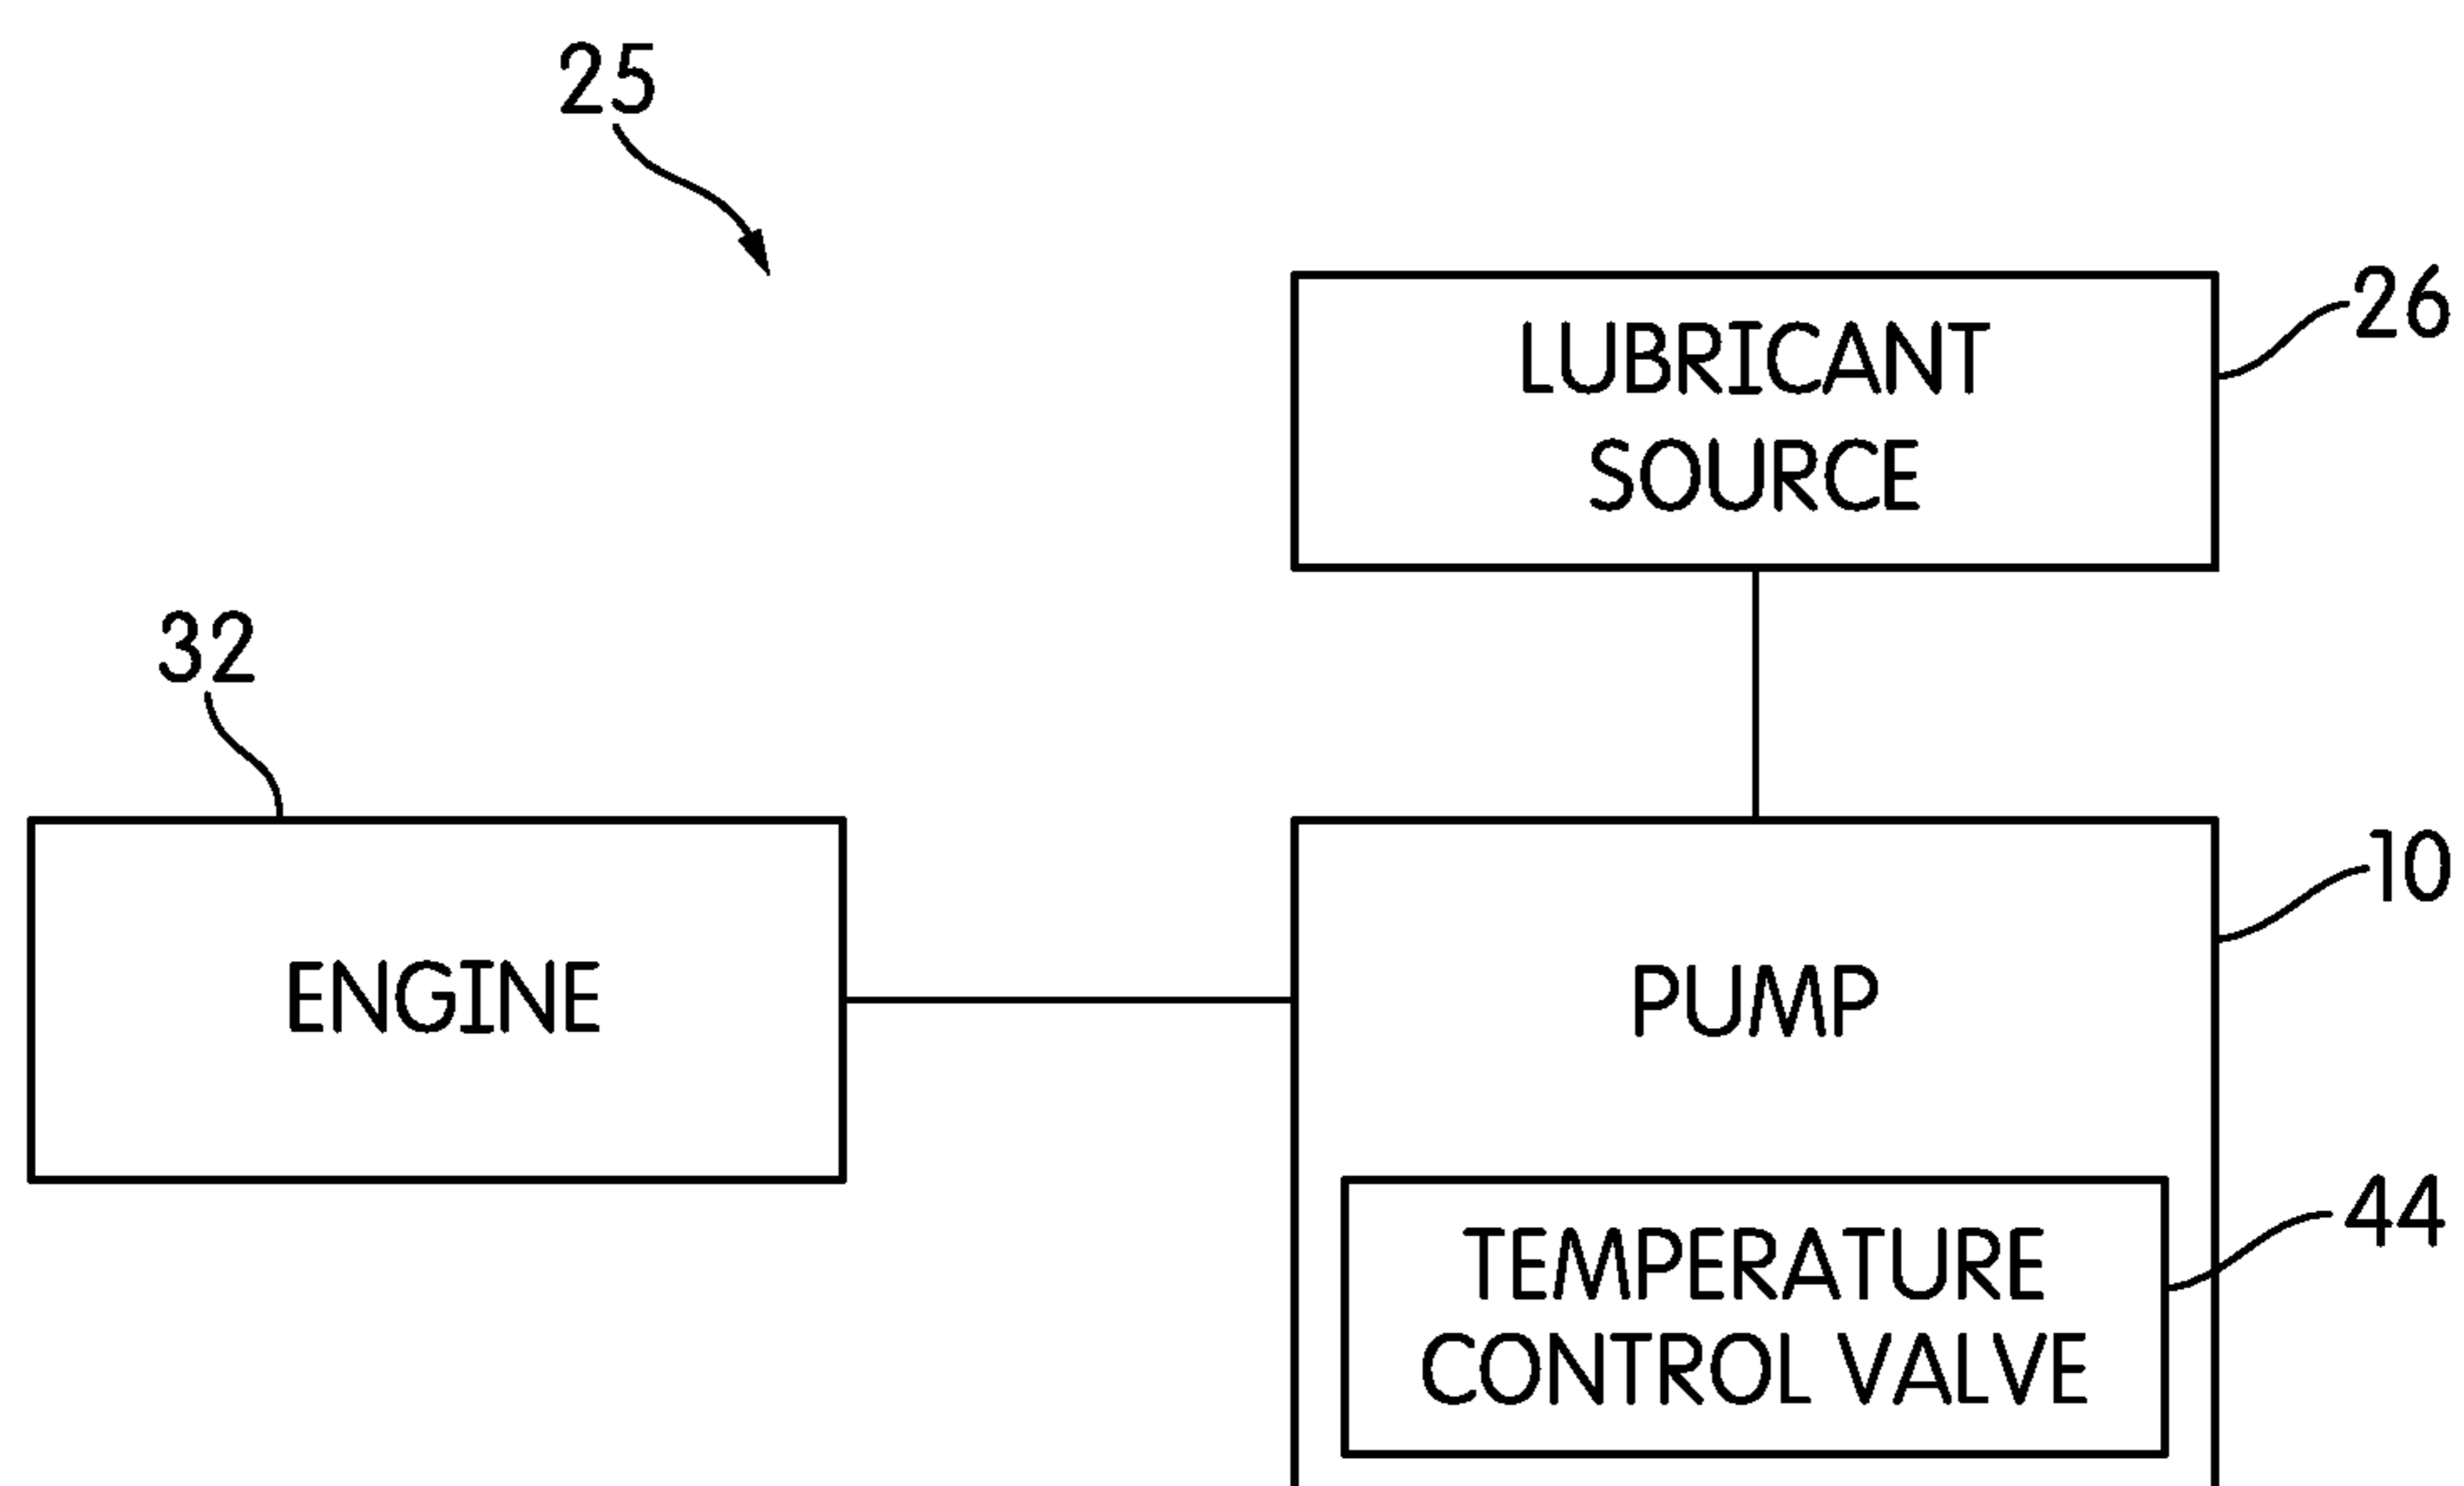 25
LUBRICANT
SOURCE
26
32
ENGINE
PUMP
10
TEMPERATURE
CONTROL VALVE
44